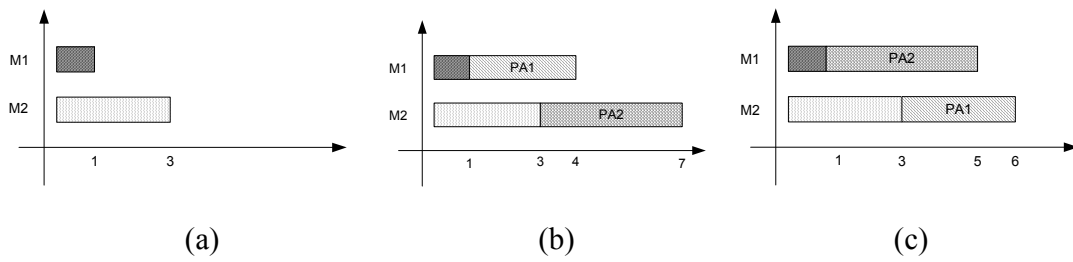 M1
M2
1 3
(a)
M1 PA1
M2 PA2
1 3 4 7
(b)
M1 PA2
M2 PA1
1 3 5 6
(c)